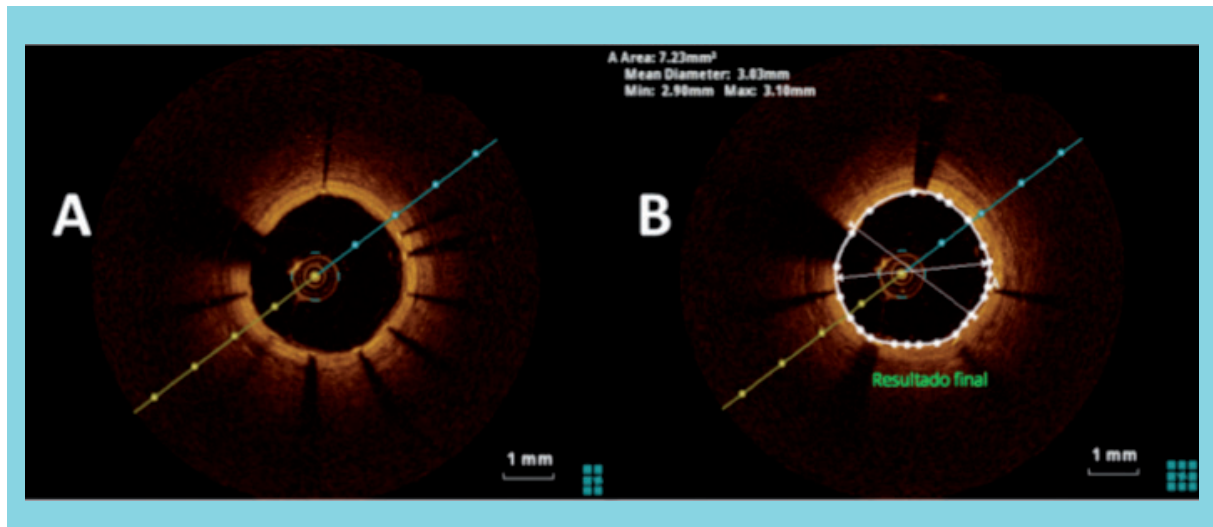 A
A Area: 7.23mm²
Mean Diameter: 3.03mm
Min: 2.90mm Max: 3.10mm
B
Resultado final
1 mm
1 mm